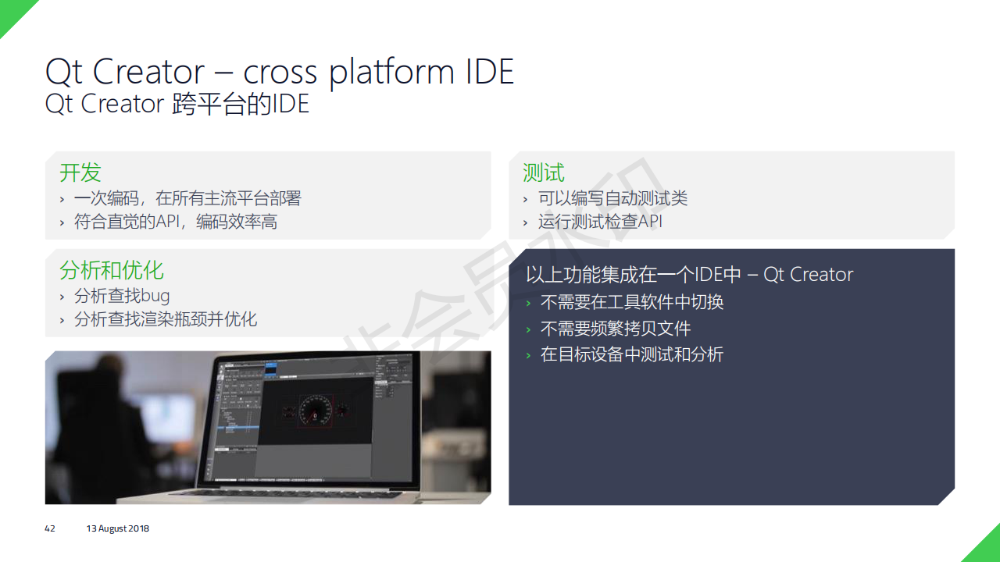 Qt Creator – cross platform IDE
Qt Creator 跨平台的IDE
开发
› 一次编码，在所有主流平台部署
› 符合直觉的API，编码效率高
测试
› 可以编写自动测试类
› 运行测试检查API
分析和优化
› 分析查找bug
› 分析查找渲染瓶颈并优化
以上功能集成在一个IDE中 – Qt Creator
› 不需要在工具软件中切换
› 不需要频繁拷贝文件
› 在目标设备中测试和分析
非会员水印
42
13 August 2018